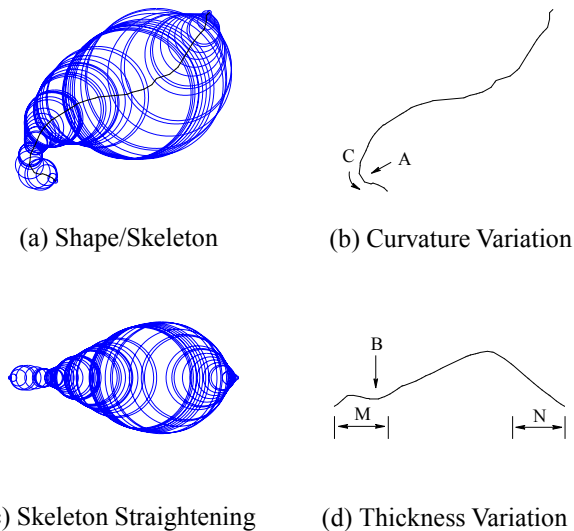 C
A
(a) Shape/Skeleton
(b) Curvature Variation
B
M
N
) Skeleton Straightening
(d) Thickness Variation